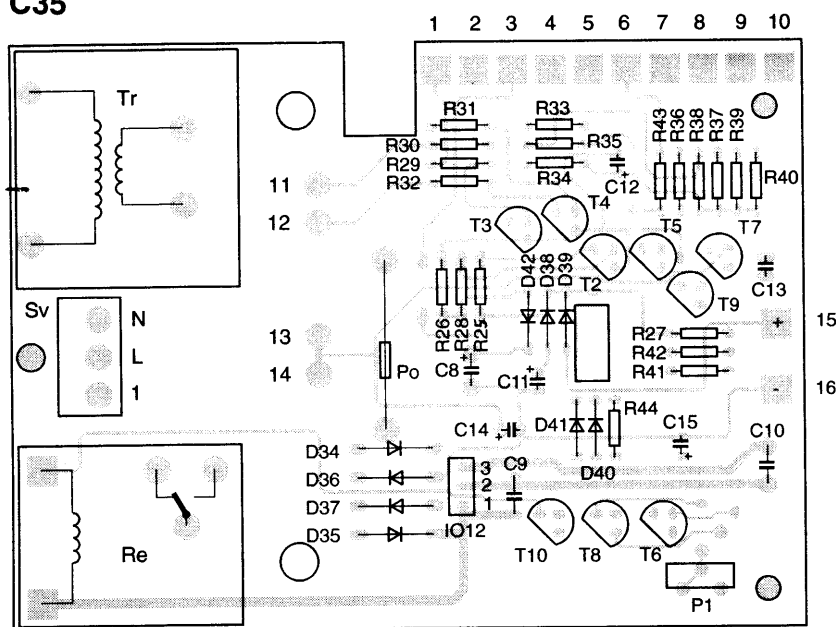 C35
1 2 3 4 5 6 7 8 9 10
Tr
R31
R33
R30
R35
R29
R32
R34
C12
R43
R36
R38
R37
R39
R40
11
12
T3
T4
T5
T7
T2
T9
C13
D42
D38
D39
Sv
N
L
1
13
14
Po
R26
R28
R25
C8
C11
R27
R42
R41
+
15
-
16
C14
D41
R44
C15
C10
D40
D34
D36
D37
D35
3
2
1
C9
IO12
Re
T10
T8
T6
P1